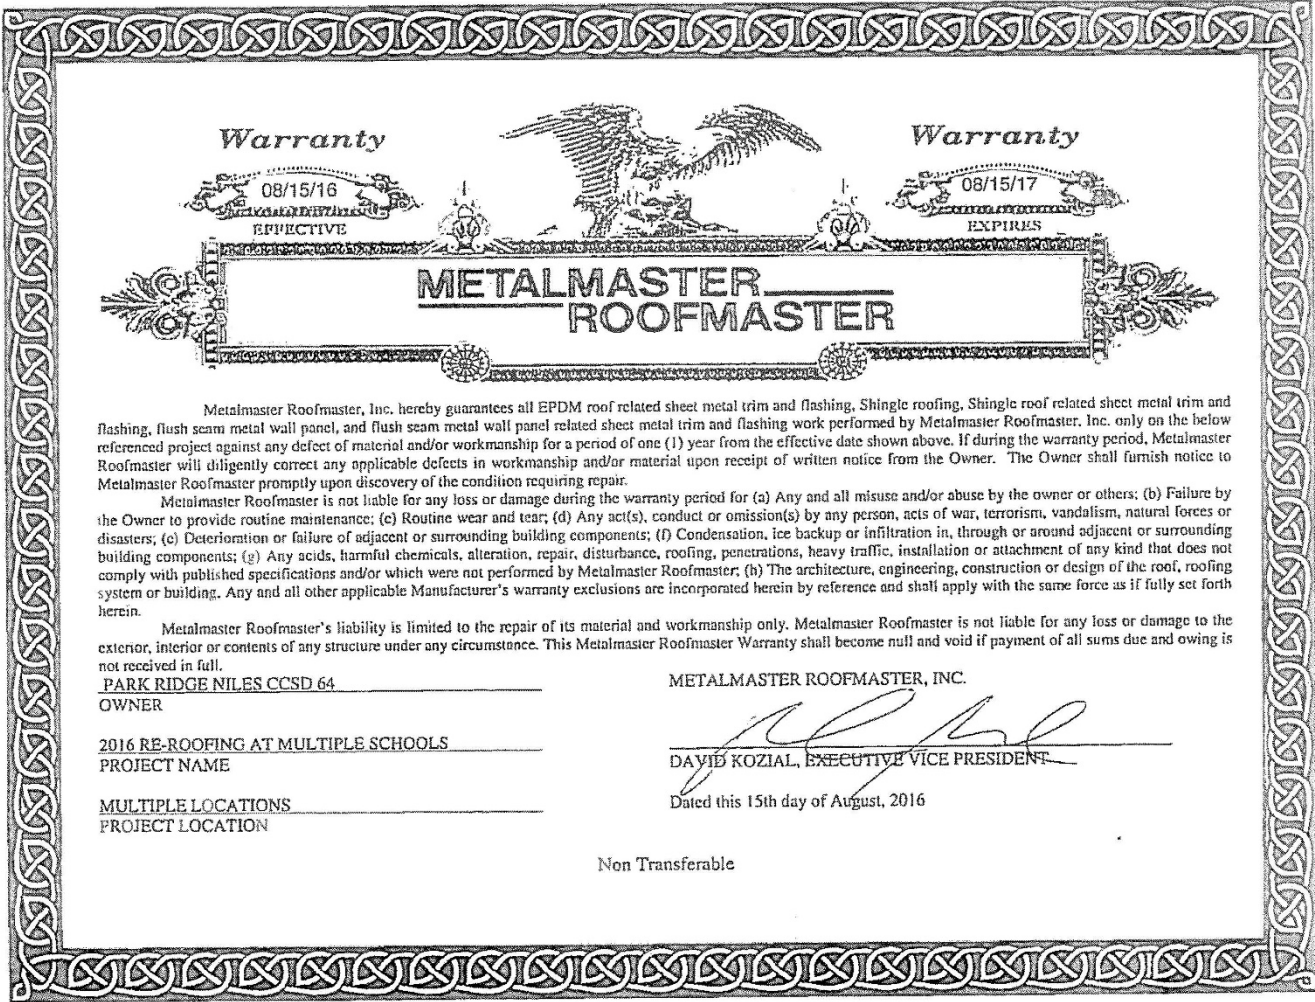 Warranty
08/15/16
EFFECTIVE
Warranty
08/15/17
EXPIRES
METALMASTER
ROOFMASTER
Metalmaster Roofmaster, Inc. hereby guarantees all EPDM roof related sheet metal trim and flashing, Shingle roofing, Shingle roof related sheet metal trim and
flashing, flush seam metal wall panel, and flush seam metal wall panel related sheet metal trim and flashing work performed by Metalmaster Roofmaster, Inc. only on the below
referenced project against any defect of material and/or workmanship for a period of one (1) year from the effective date shown above. If during the warranty period, Metalmaster
Roofmaster will diligently correct any applicable defects in workmanship and/or material upon receipt of written notice from the Owner. The Owner shall furnish notice to
Metalmaster Roofmaster promptly upon discovery of the condition requiring repair.
Metalmaster Roofmaster is not liable for any loss or damage during the warranty period for (a) Any and all misuse and/or abuse by the owner or others; (b) Failure by
the Owner to provide routine maintenance; (c) Routine wear and tear; (d) Any act(s), conduct or omission(s) by any person, acts of war, terrorism, vandalism, natural forces or
disasters; (e) Deterioration or failure of adjacent or surrounding building components; (f) Condensation, ice backup or infiltration in, through or around adjacent or surrounding
building components; (g) Any acids, harmful chemicals, alteration, repair, disturbance, roofing, penetrations, heavy traffic, installation or attachment of any kind that does not
comply with published specifications and/or which were not performed by Metalmaster Roofmaster; (h) The architecture, engineering, construction or design of the roof, roofing
system or building. Any and all other applicable Manufacturer's warranty exclusions are incorporated herein by reference and shall apply with the same force as if fully set forth
herein.
Metalmaster Roofmaster's liability is limited to the repair of its material and workmanship only. Metalmaster Roofmaster is not liable for any loss or damage to the
exterior, interior or contents of any structure under any circumstance. This Metalmaster Roofmaster Warranty shall become null and void if payment of all sums due and owing is
not received in full.
PARK RIDGE NILES CCSD 64
OWNER
2016 RE-ROOFING AT MULTIPLE SCHOOLS
PROJECT NAME
MULTIPLE LOCATIONS
PROJECT LOCATION
METALMASTER ROOFMASTER, INC.
DAVID KOZIAL, EXECUTIVE VICE PRESIDENT
Dated this 15th day of August, 2016
Non Transferable